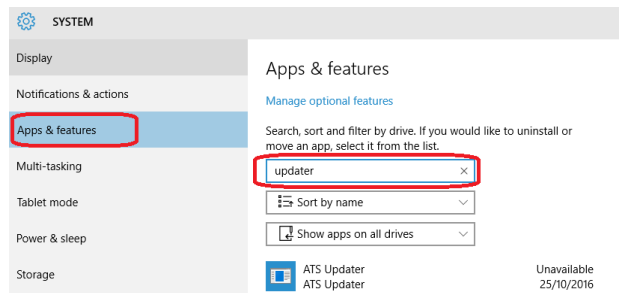 SYSTEM
Display
Notifications & actions
Apps & features
Multi-tasking
Tablet mode
Power & sleep
Storage
Apps & features
Manage optional features
Search, sort and filter by drive. If you would like to uninstall or
move an app, select it from the list.
updater
Sort by name
Show apps on all drives
ATS Updater Unavailable
ATS Updater 25/10/2016